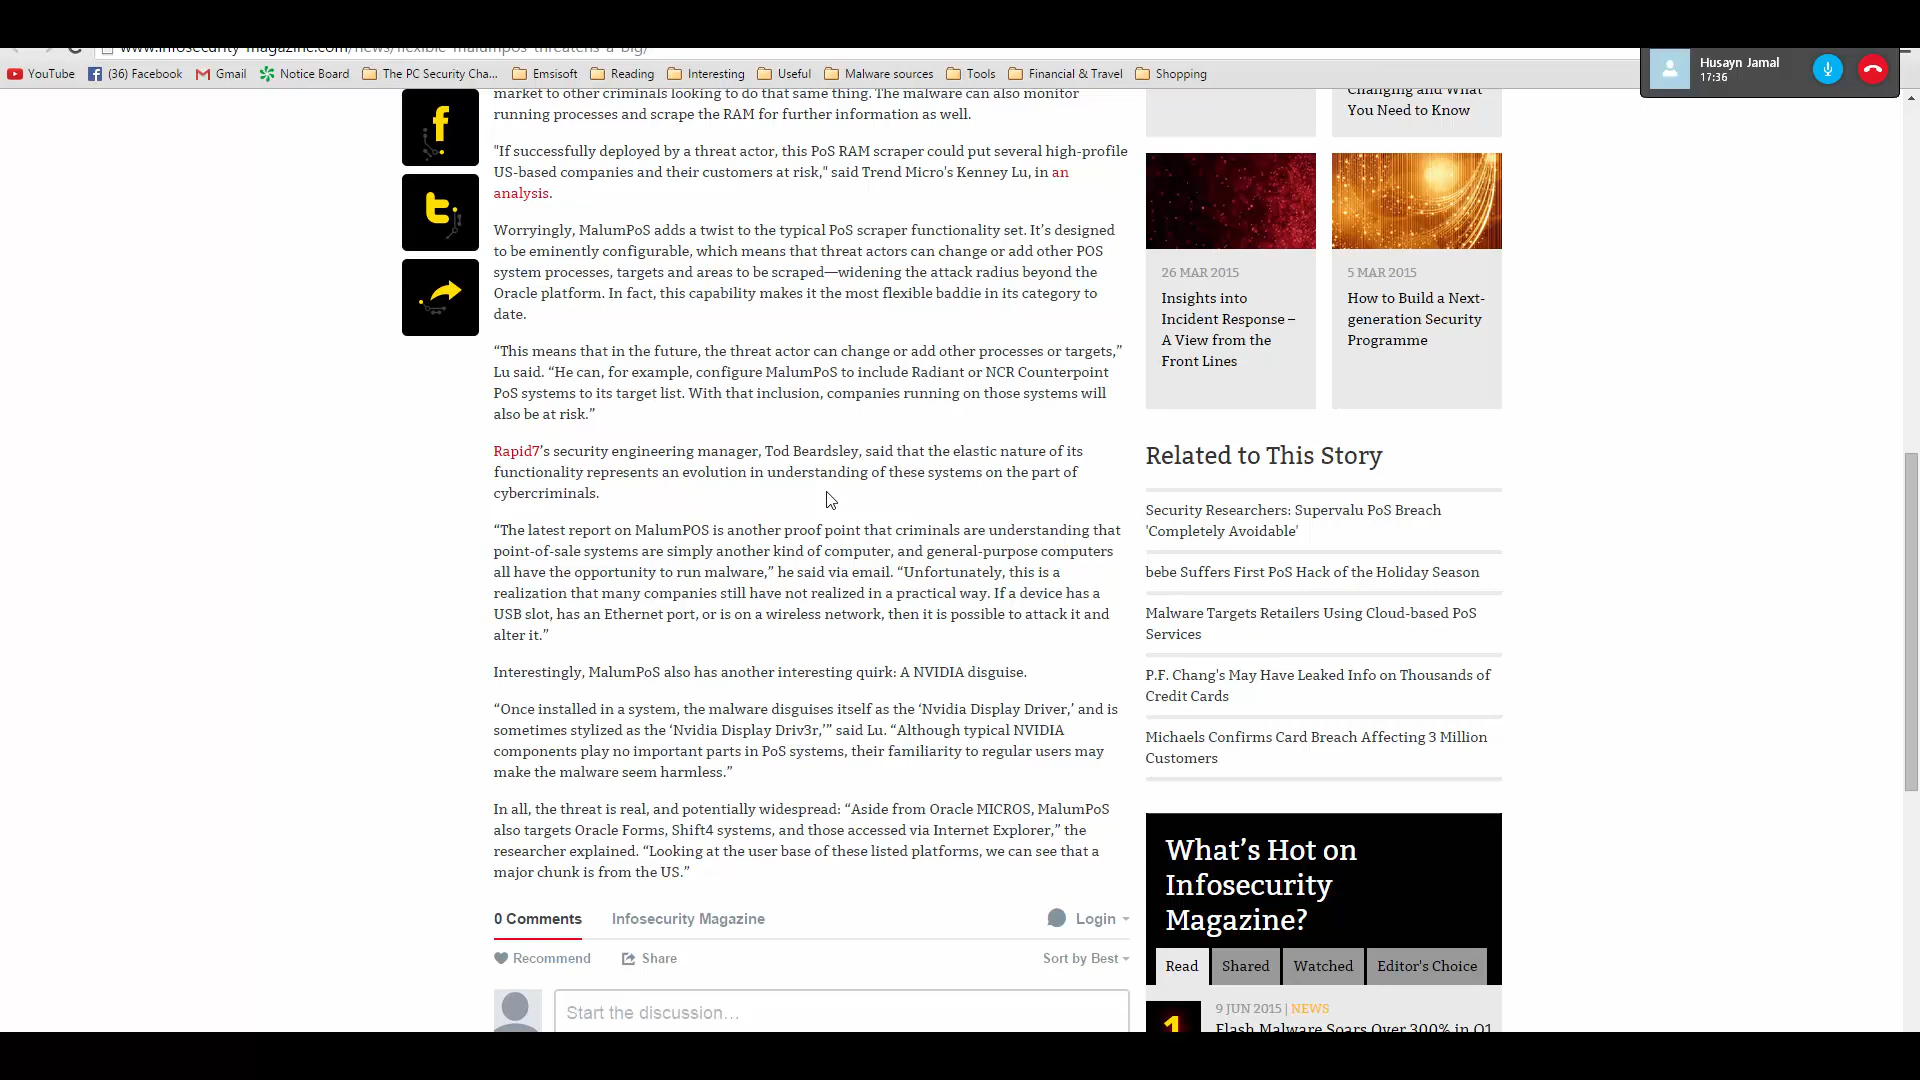 www.infosecurity-magazine.com/news/flexible-malumpos-threatens-a-big/
YouTube
(36) Facebook
Gmail
Notice Board
The PC Security Cha...
Emsisoft
Reading
Interesting
Useful
Malware sources
Tools
Financial & Travel
Shopping
Husayn Jamal
17:36
market to other criminals looking to do that same thing. The malware can also monitor
running processes and scrape the RAM for further information as well.
"If successfully deployed by a threat actor, this PoS RAM scraper could put several high-profile
US-based companies and their customers at risk," said Trend Micro's Kenney Lu, in an
analysis.
Worryingly, MalumPoS adds a twist to the typical PoS scraper functionality set. It’s designed
to be eminently configurable, which means that threat actors can change or add other POS
system processes, targets and areas to be scraped—widening the attack radius beyond the
Oracle platform. In fact, this capability makes it the most flexible baddie in its category to
date.
“This means that in the future, the threat actor can change or add other processes or targets,”
Lu said. “He can, for example, configure MalumPoS to include Radiant or NCR Counterpoint
PoS systems to its target list. With that inclusion, companies running on those systems will
also be at risk.”
Rapid7’s security engineering manager, Tod Beardsley, said that the elastic nature of its
functionality represents an evolution in understanding of these systems on the part of
cybercriminals.
“The latest report on MalumPOS is another proof point that criminals are understanding that
point-of-sale systems are simply another kind of computer, and general-purpose computers
all have the opportunity to run malware,” he said via email. “Unfortunately, this is a
realization that many companies still have not realized in a practical way. If a device has a
USB slot, has an Ethernet port, or is on a wireless network, then it is possible to attack it and
alter it.”
Interestingly, MalumPoS also has another interesting quirk: A NVIDIA disguise.
“Once installed in a system, the malware disguises itself as the ‘Nvidia Display Driver,’ and is
sometimes stylized as the ‘Nvidia Display Driv3r,’” said Lu. “Although typical NVIDIA
components play no important parts in PoS systems, their familiarity to regular users may
make the malware seem harmless.”
In all, the threat is real, and potentially widespread: “Aside from Oracle MICROS, MalumPoS
also targets Oracle Forms, Shift4 systems, and those accessed via Internet Explorer,” the
researcher explained. “Looking at the user base of these listed platforms, we can see that a
major chunk is from the US.”
0 Comments
Infosecurity Magazine
Login
Recommend
Share
Sort by Best
Start the discussion…
Changing and What
You Need to Know
26 MAR 2015
Insights into
Incident Response –
A View from the
Front Lines
5 MAR 2015
How to Build a Next-
generation Security
Programme
Related to This Story
Security Researchers: Supervalu PoS Breach
'Completely Avoidable'
bebe Suffers First PoS Hack of the Holiday Season
Malware Targets Retailers Using Cloud-based PoS
Services
P.F. Chang's May Have Leaked Info on Thousands of
Credit Cards
Michaels Confirms Card Breach Affecting 3 Million
Customers
What’s Hot on
Infosecurity
Magazine?
Read
Shared
Watched
Editor's Choice
1
9 JUN 2015 | NEWS
Flash Malware Soars Over 300% in Q1